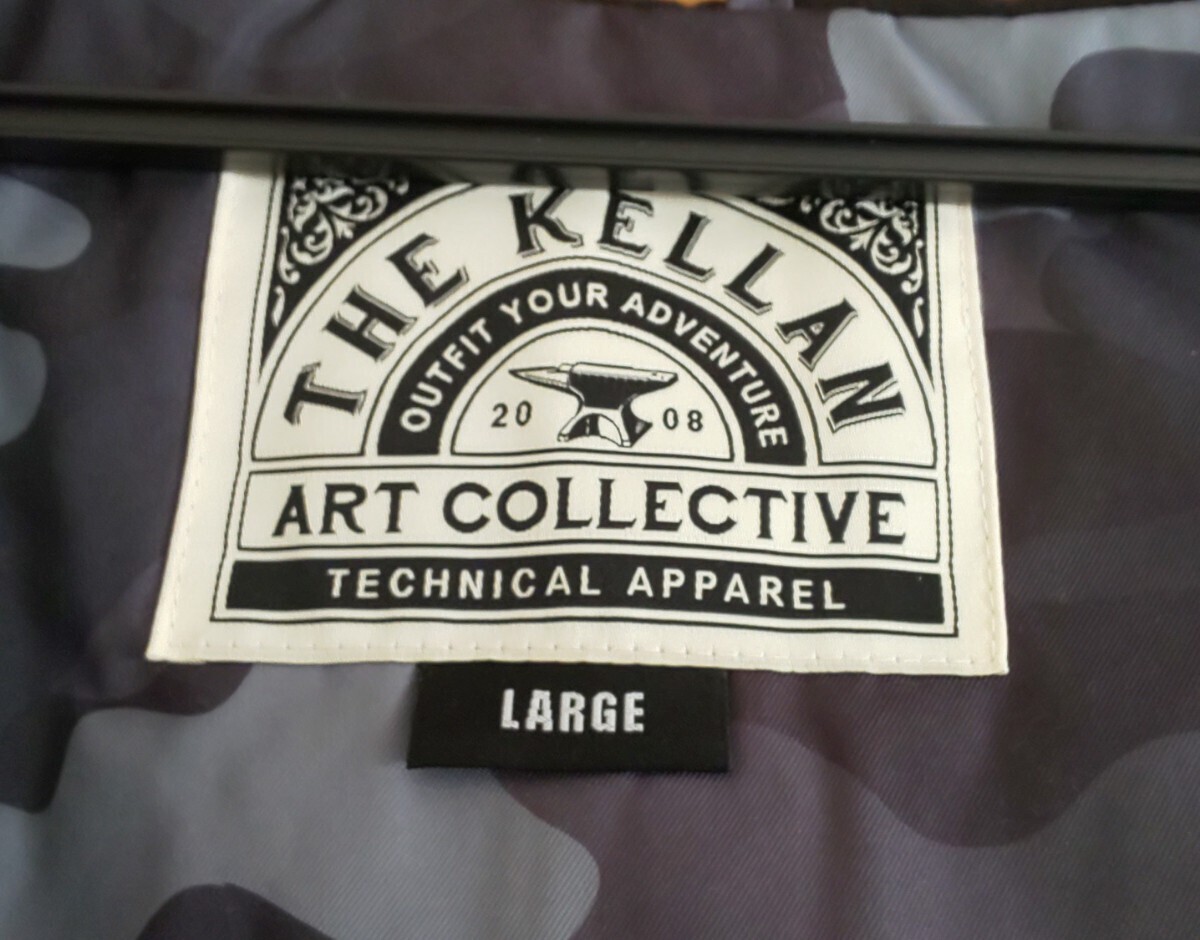 THE KELLAN
OUTFIT YOUR ADVENTURE
20 08
ART COLLECTIVE
TECHNICAL APPAREL
LARGE